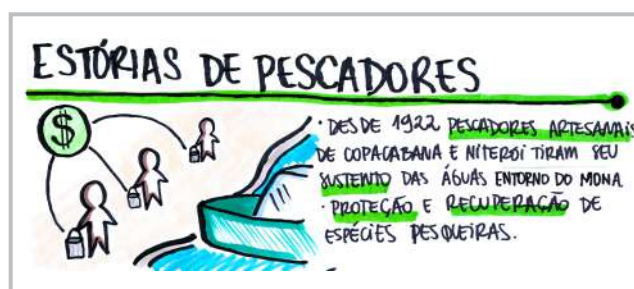 ESTÓRIAS DE PESCADORES
$
· DESDE 1922 PESCADORES ARTESANAIS
DE COPACABANA E NITERÓI TIRAM SEU
SUSTENTO DAS ÁGUAS ENTORNO DO MONA
· PROTEÇÃO E RECUPERAÇÃO DE
ESPÉCIES PESQUEIRAS.